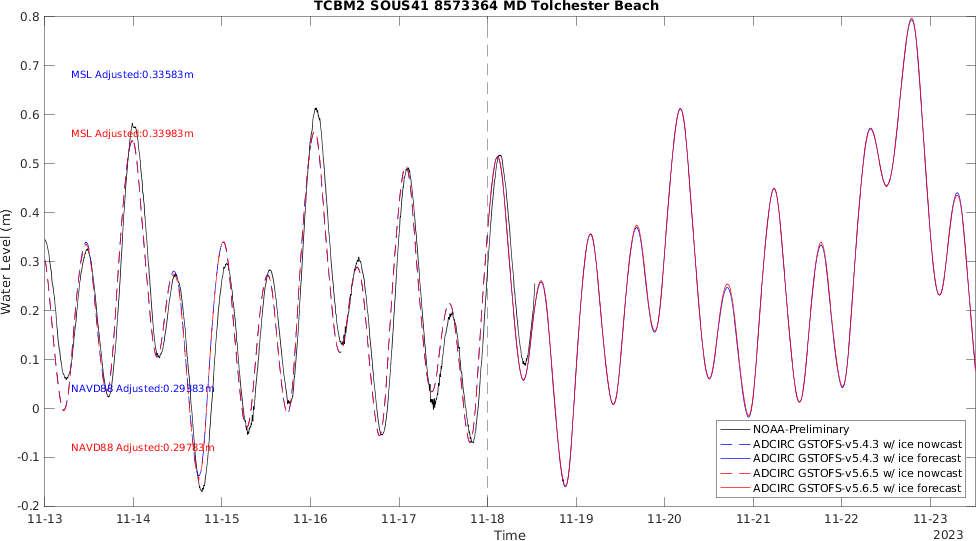 TCBM2 SOUS41 8573364 MD Tolchester Beach
Water Level (m)
0.8
0.7
0.6
0.5
0.4
0.3
0.2
0.1
0
-0.1
-0.2
MSL Adjusted:0.33583m
MSL Adjusted:0.33983m
NAVD88 Adjusted:0.29383m
NAVD88 Adjusted:0.29783m
NOAA-Preliminary
ADCIRC GSTOFS-v5.4.3 w/ ice nowcast
ADCIRC GSTOFS-v5.4.3 w/ ice forecast
ADCIRC GSTOFS-v5.6.5 w/ ice nowcast
ADCIRC GSTOFS-v5.6.5 w/ ice forecast
11-13 11-14 11-15 11-16 11-17 11-18 11-19 11-20 11-21 11-22 11-23
Time
2023